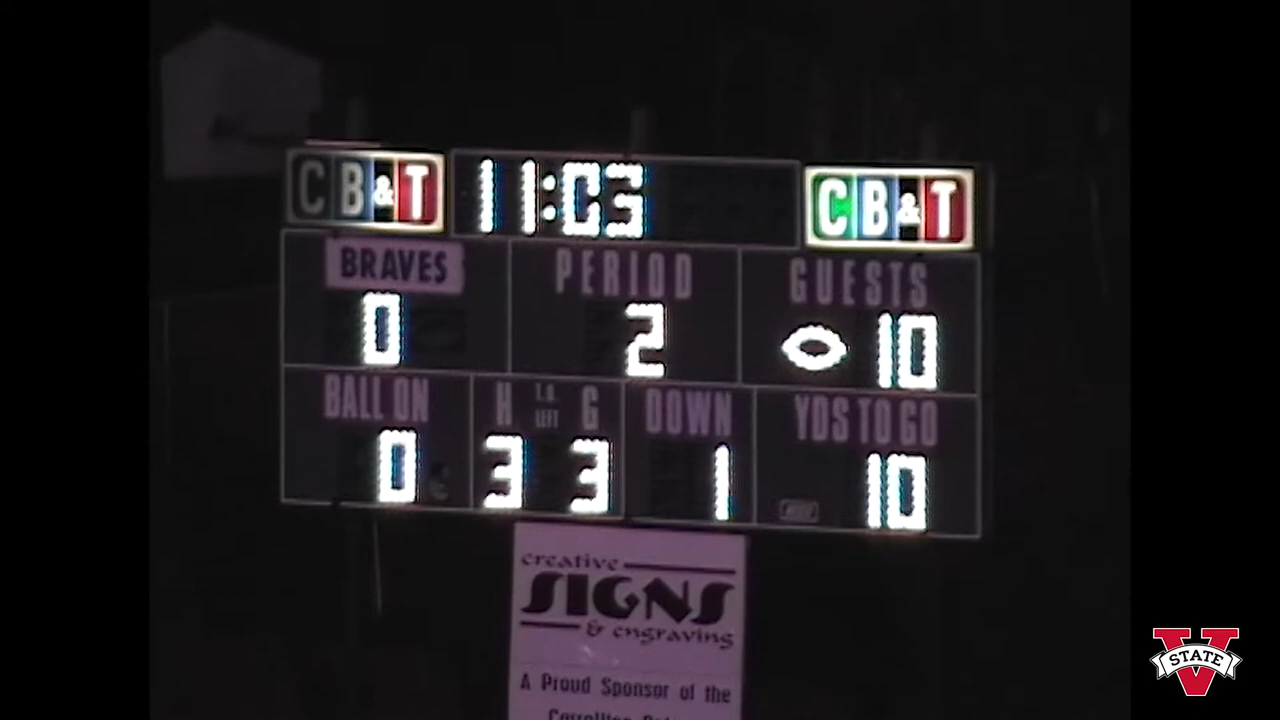 CB&T 11:03 CB&T
BRAVES PERIOD GUESTS
0 2 10
BALL ON H T.O. LEFT G DOWN YDS TO GO
0 3 3 1 10
creative
SIGNS
& engraving
A Proud Sponsor of the
V STATE